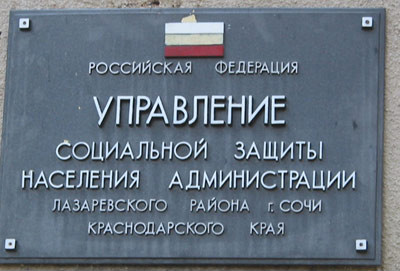 РОССИЙСКАЯ ФЕДЕРАЦИЯ
УПРАВЛЕНИЕ
СОЦИАЛЬНОЙ ЗАЩИТЫ
НАСЕЛЕНИЯ АДМИНИСТРАЦИИ
ЛАЗАРЕВСКОГО РАЙОНА г. СОЧИ
КРАСНОДАРСКОГО КРАЯ